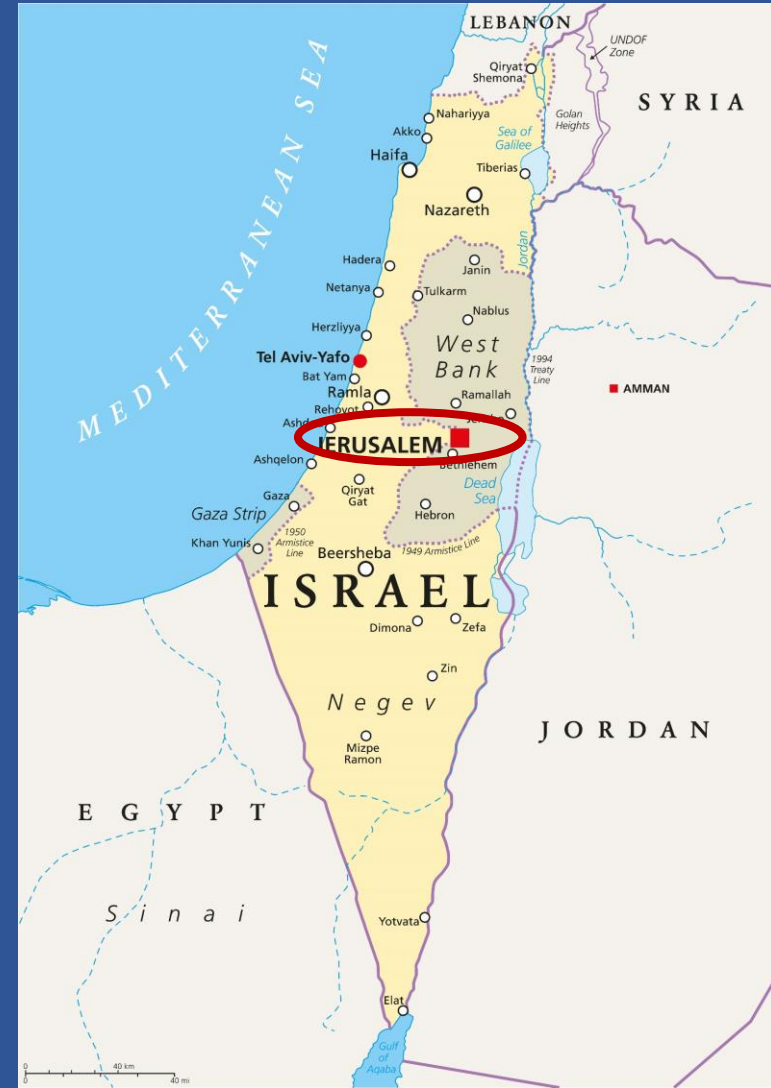 LEBANON
UNDOF
Zone
Qiryat
Shemona
SYRIA
Golan
Heights
Nahariyya
Akko
Sea of
Galilee
Haifa
Tiberias
Nazareth
MEDITERRANEAN SEA
Jordan
Hadera
Janin
Netanya
Tulkarm
Nablus
Herzliyya
West
Bank
Tel Aviv-Yafo
1994
Treaty
Line
Bat Yam
AMMAN
Ramla
Ramallah
Rehovot
JERUSALEM
Ashqelon
Bethlehem
Dead
Sea
Qiryat
Gat
Gaza
Hebron
Gaza Strip
1950
Armistice
Line
1949 Armistice Line
Khan Yunis
Beersheba
ISRAEL
Dimona
Zefa
Zin
Negev
JORDAN
Mizpe
Ramon
EGYPT
Sinai
Yotvata
Elat
Gulf
of
Aqaba
0 40 km
0 40 mi